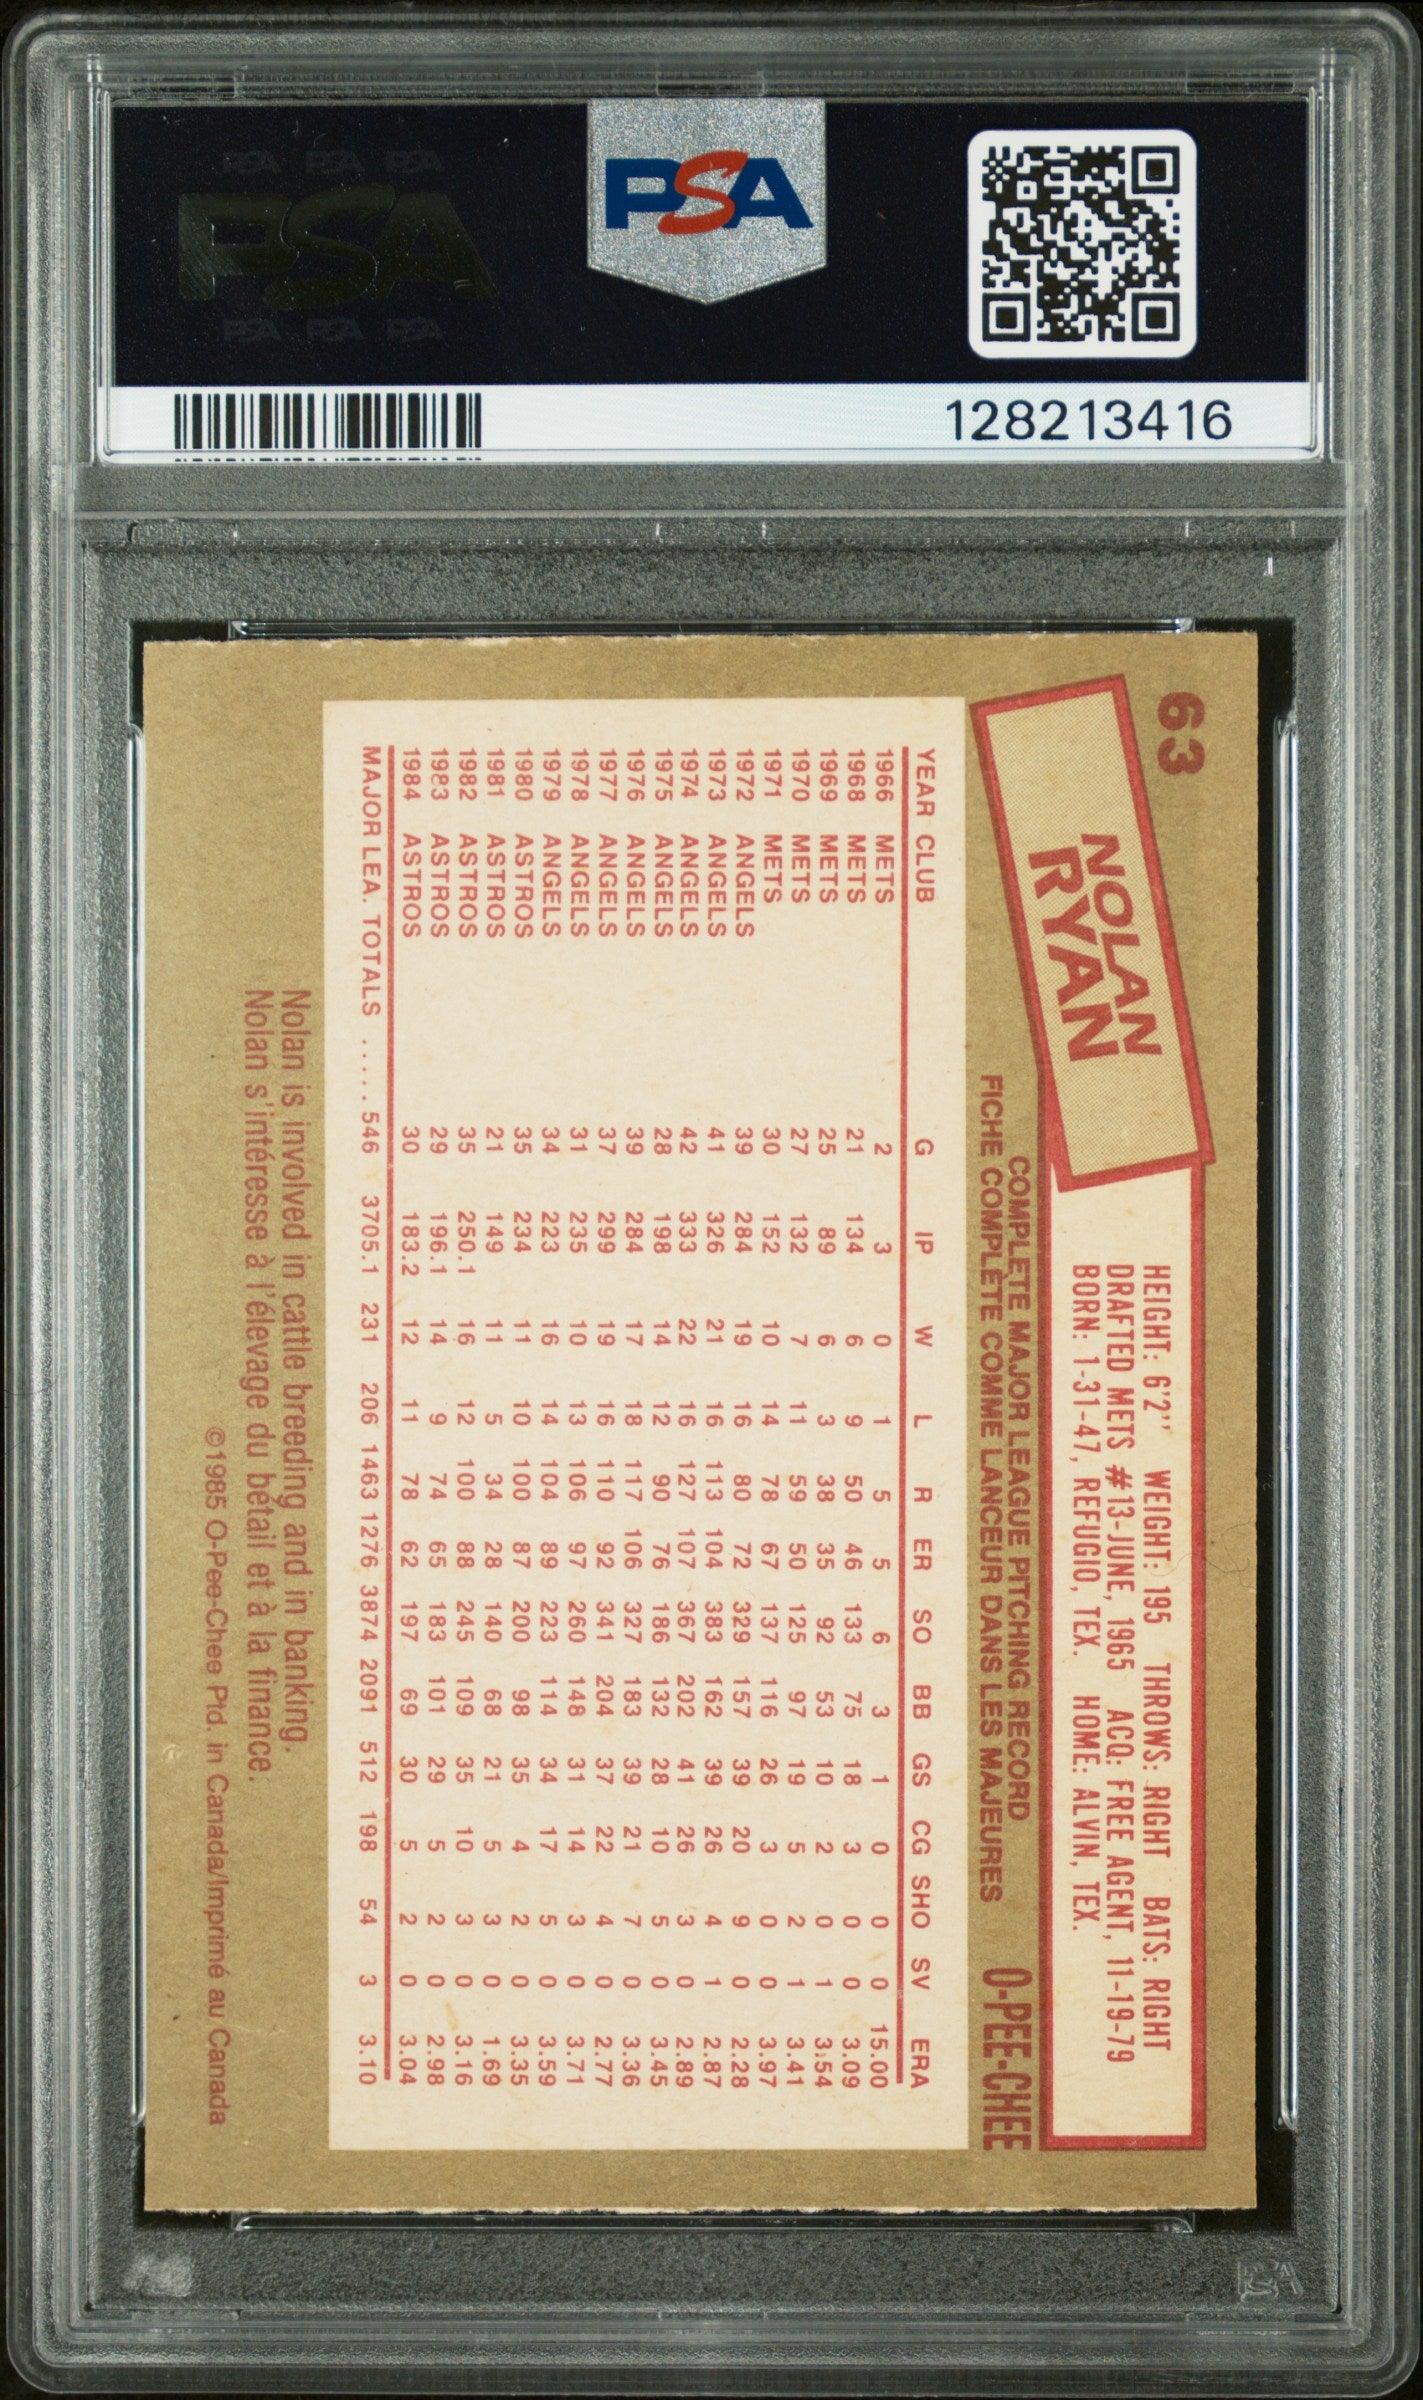 PSA PSA PSA
PSA
PSA PSA PSA
PSA
128213416
63
NOLAN
RYAN
HEIGHT: 6'2" WEIGHT: 195 THROWS: RIGHT BATS: RIGHT
DRAFTED METS #13-JUNE, 1965 ACQ: FREE AGENT, 11-19-79
BORN: 1-31-47, REFUGIO, TEX. HOME: ALVIN, TEX.
COMPLETE MAJOR LEAGUE PITCHING RECORD
FICHE COMPLÈTE COMME LANCEUR DANS LES MAJEURES
O-PEE-CHEE
YEAR CLUB G IP W L R ER SO BB GS CG SHO SV ERA
1966 METS 2 3 0 1 5 5 6 3 1 0 0 0 15.00
1968 METS 21 134 6 9 50 46 133 75 18 3 0 0 3.09
1969 METS 25 89 6 3 38 35 92 53 10 2 0 1 3.54
1970 METS 27 132 7 11 59 50 125 97 19 5 2 1 3.41
1971 METS 30 152 10 14 78 67 137 116 26 3 0 0 3.97
1972 ANGELS 39 284 19 16 80 72 329 157 39 20 9 0 2.28
1973 ANGELS 41 326 21 16 113 104 383 162 39 26 4 1 2.87
1974 ANGELS 42 333 22 16 127 107 367 202 41 26 3 0 2.89
1975 ANGELS 28 198 14 12 90 76 186 132 28 10 5 0 3.45
1976 ANGELS 39 284 17 18 117 106 327 183 39 21 7 0 3.36
1977 ANGELS 37 299 19 16 110 92 341 204 37 22 4 0 2.77
1978 ANGELS 31 235 10 13 106 97 260 148 31 14 3 0 3.71
1979 ANGELS 34 223 16 14 104 89 223 114 34 17 5 0 3.59
1980 ASTROS 35 234 11 10 100 87 200 98 35 4 2 0 3.35
1981 ASTROS 21 149 11 5 34 28 140 68 21 5 3 0 1.69
1982 ASTROS 35 250.1 16 12 100 88 245 109 35 10 3 0 3.16
1983 ASTROS 29 196.1 14 9 74 65 183 101 29 5 2 0 2.98
1984 ASTROS 30 183.2 12 11 78 62 197 69 30 5 2 0 3.04
MAJOR LEA. TOTALS ..... 546 3705.1 231 206 1463 1276 3874 2091 512 198 54 3 3.10
Nolan is involved in cattle breeding and in banking.
Nolan s'intéresse à l'élevage du bétail et à la finance.
©1985 O-Pee-Chee Ptd. in Canada/Imprimé au Canada
PSA